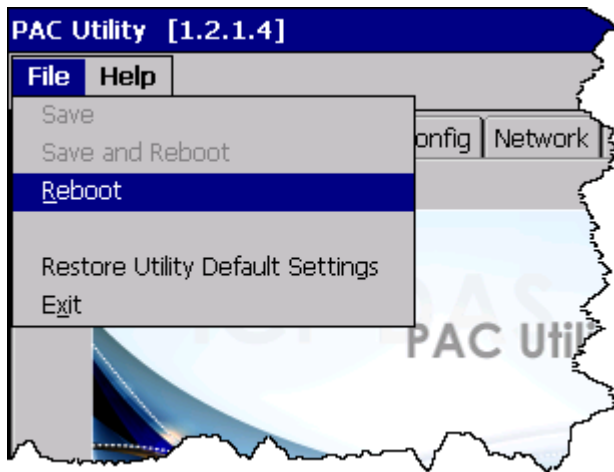 PAC Utility [1.2.1.4]
File Help
Save
onfig Network
Save and Reboot
Reboot
Restore Utility Default Settings
Exit
PAC Util